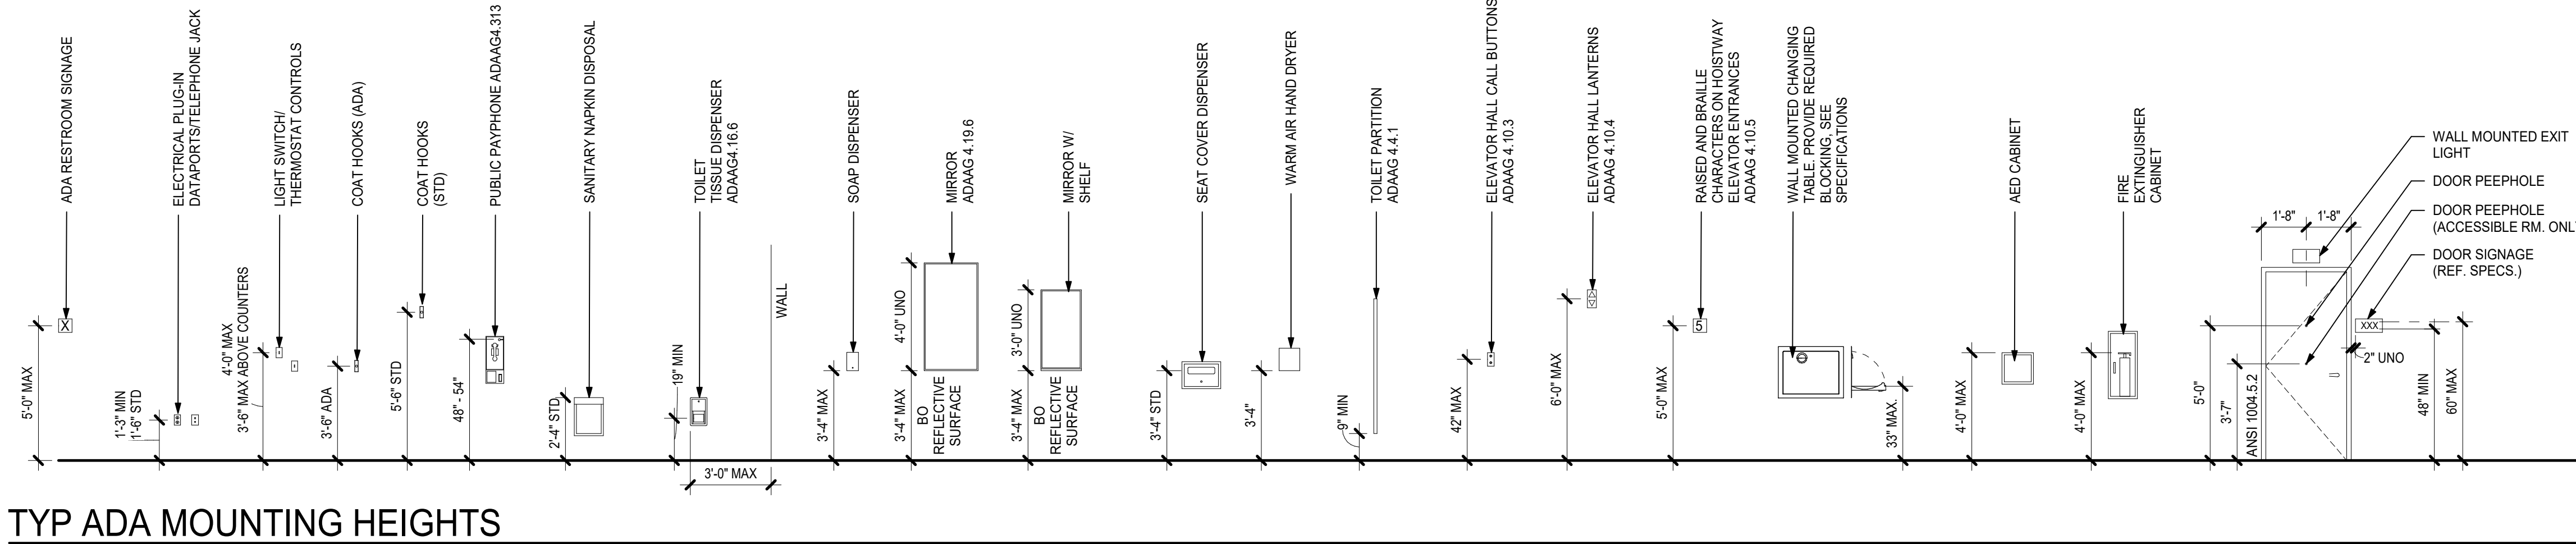 ADA RESTROOM SIGNAGE
X
5'-0" MAX
ELECTRICAL PLUG-IN
DATAPORTS/TELEPHONE JACK
1'-3" MIN
1'-6" STD
LIGHT SWITCH/
THERMOSTAT CONTROLS
4'-0" MAX
3'-6" MAX ABOVE COUNTERS
COAT HOOKS (ADA)
3'-6" ADA
COAT HOOKS
(STD)
5'-6" STD
PUBLIC PAYPHONE ADAAG4.313
48" - 54"
SANITARY NAPKIN DISPOSAL
2'-4" STD
TOILET
TISSUE DISPENSER
ADAAG4.16.6
19" MIN
3'-0" MAX
WALL
SOAP DISPENSER
3'-4" MAX
MIRROR
ADAAG 4.19.6
4'-0" UNO
3'-4" MAX
BO
REFLECTIVE
SURFACE
MIRROR W/
SHELF
3'-0" UNO
3'-4" MAX
BO
REFLECTIVE
SURFACE
SEAT COVER DISPENSER
3'-4" STD
WARM AIR HAND DRYER
3'-4"
TOILET PARTITION
ADAAG 4.4.1
9" MIN
ELEVATOR HALL CALL BUTTONS
ADAAG 4.10.3
42" MAX
ELEVATOR HALL LANTERNS
ADAAG 4.10.4
6'-0" MAX
RAISED AND BRAILLE
CHARACTERS ON HOISTWAY
ELEVATOR ENTRANCES
ADAAG 4.10.5
5
5'-0" MAX
WALL MOUNTED CHANGING
TABLE. PROVIDE REQUIRED
BLOCKING, SEE
SPECIFICATIONS
33" MAX.
AED CABINET
4'-0" MAX
FIRE
EXTINGUISHER
CABINET
4'-0" MAX
WALL MOUNTED EXIT
LIGHT
DOOR PEEPHOLE
DOOR PEEPHOLE
(ACCESSIBLE RM. ONLY
DOOR SIGNAGE
(REF. SPECS.)
1'-8"
1'-8"
XXX
2" UNO
5'-0"
3'-7"
ANSI 1004.5.2
48" MIN
60" MAX
TYP ADA MOUNTING HEIGHTS